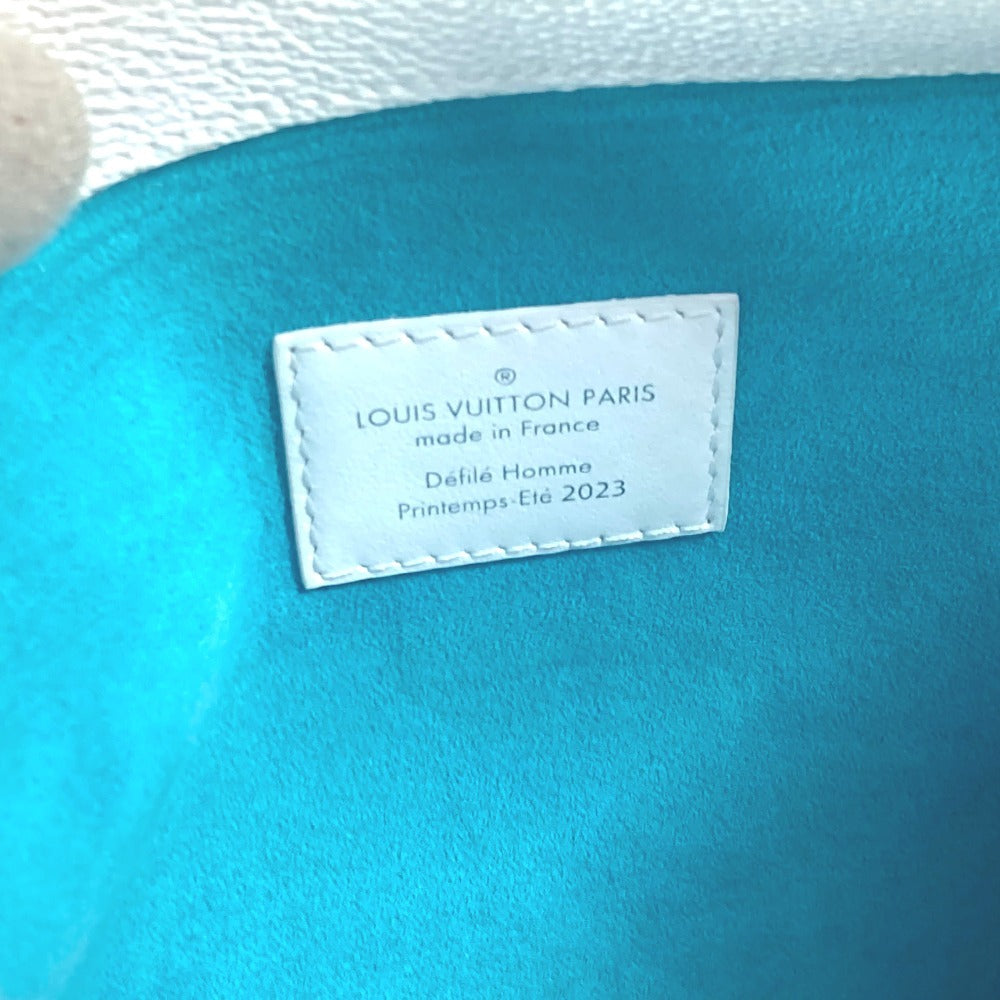 ®
LOUIS VUITTON PARIS
made in France
Défilé Homme
Printemps-Eté 2023